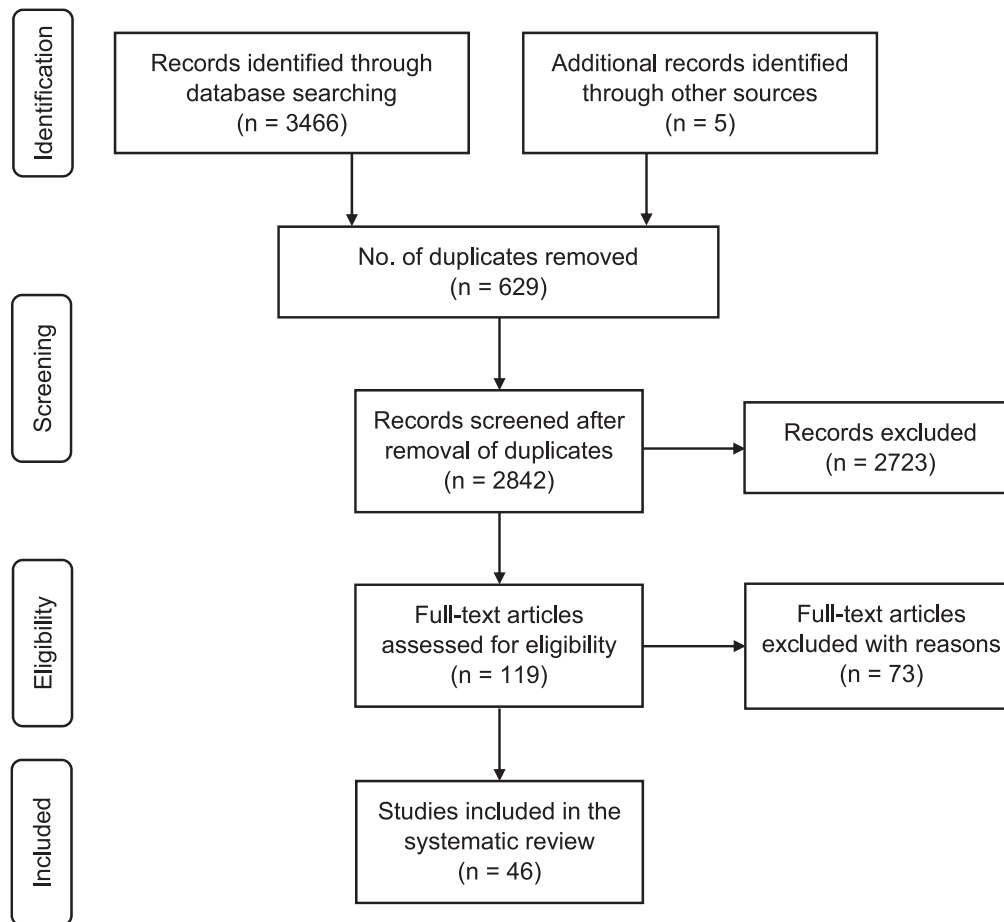 Identification
Records identified through
database searching
(n = 3466)
Additional records identified
through other sources
(n = 5)
No. of duplicates removed
(n = 629)
Screening
Records screened after
removal of duplicates
(n = 2842)
Records excluded
(n = 2723)
Eligibility
Full-text articles
assessed for eligibility
(n = 119)
Full-text articles
excluded with reasons
(n = 73)
Included
Studies included in the
systematic review
(n = 46)